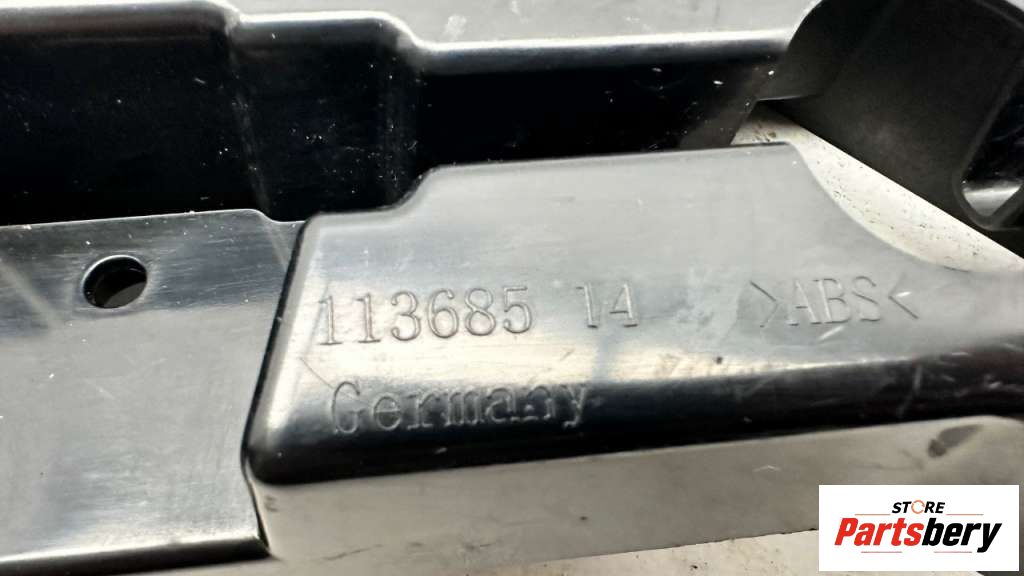 113685 14 >ABS<
Germany
STORE
Partsbery